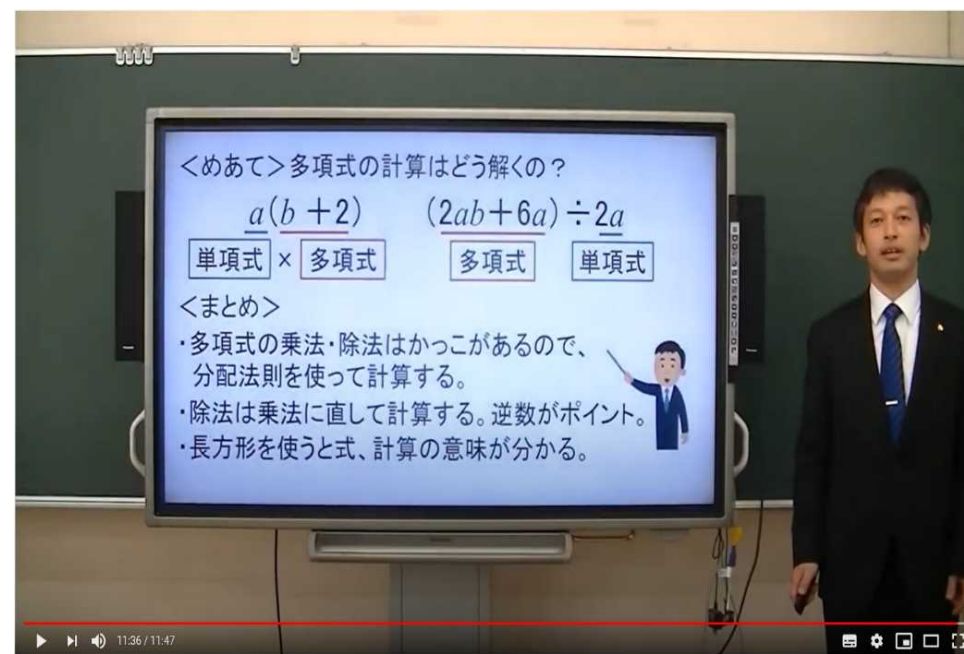 <めあて>多項式の計算はどう解くの?
a(b+2) (2ab+6a)÷2a
単項式 × 多項式 多項式 単項式
<まとめ>
・多項式の乗法・除法はかっこがあるので、
分配法則を使って計算する。
・除法は乗法に直して計算する。逆数がポイント。
・長方形を使うと式、計算の意味が分かる。
11:36 / 11:47